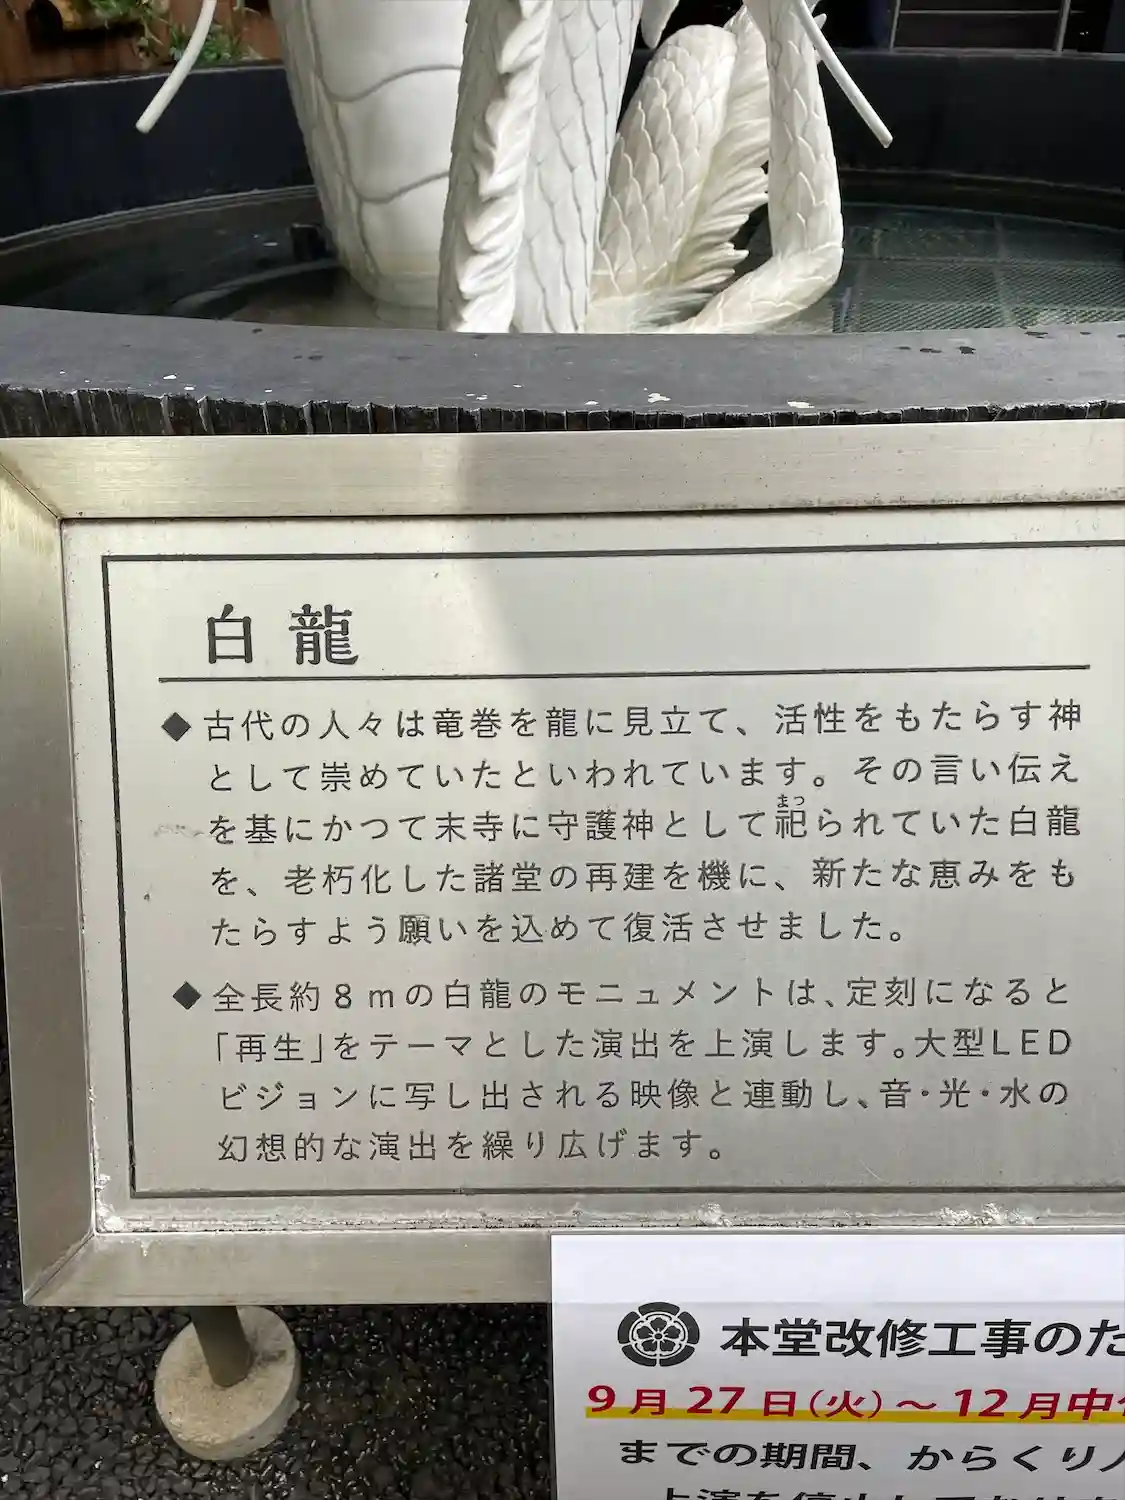 白龍
◆古代の人々は竜巻を龍に見立て、活性をもたらす神
として崇めていたといわれています。その言い伝え
まつ
を基にかつて末寺に守護神として祀られていた白龍
を、老朽化した諸堂の再建を機に、新たな恵みをも
たらすよう願いを込めて復活させました。
◆全長約8mの白龍のモニュメントは、定刻になると
「再生」をテーマとした演出を上演します。大型LED
ビジョンに写し出される映像と連動し、音・光・水の
幻想的な演出を繰り広げます。
本堂改修工事のた
9月27日(火)～12月中
までの期間、からくり
上演を停止して